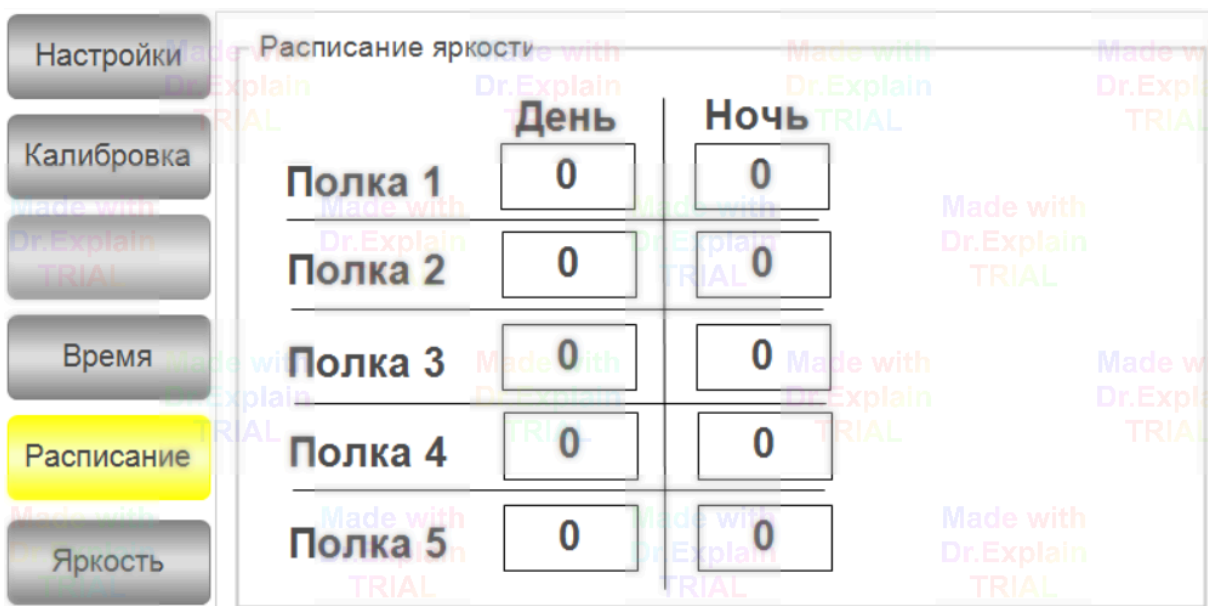 Настройки
Калибровка
Время
Расписание
Яркость
Расписание яркости
День Ночь
Полка 1 0 0
Полка 2 0 0
Полка 3 0 0
Полка 4 0 0
Полка 5 0 0
Made with
Dr.Explain
TRIAL